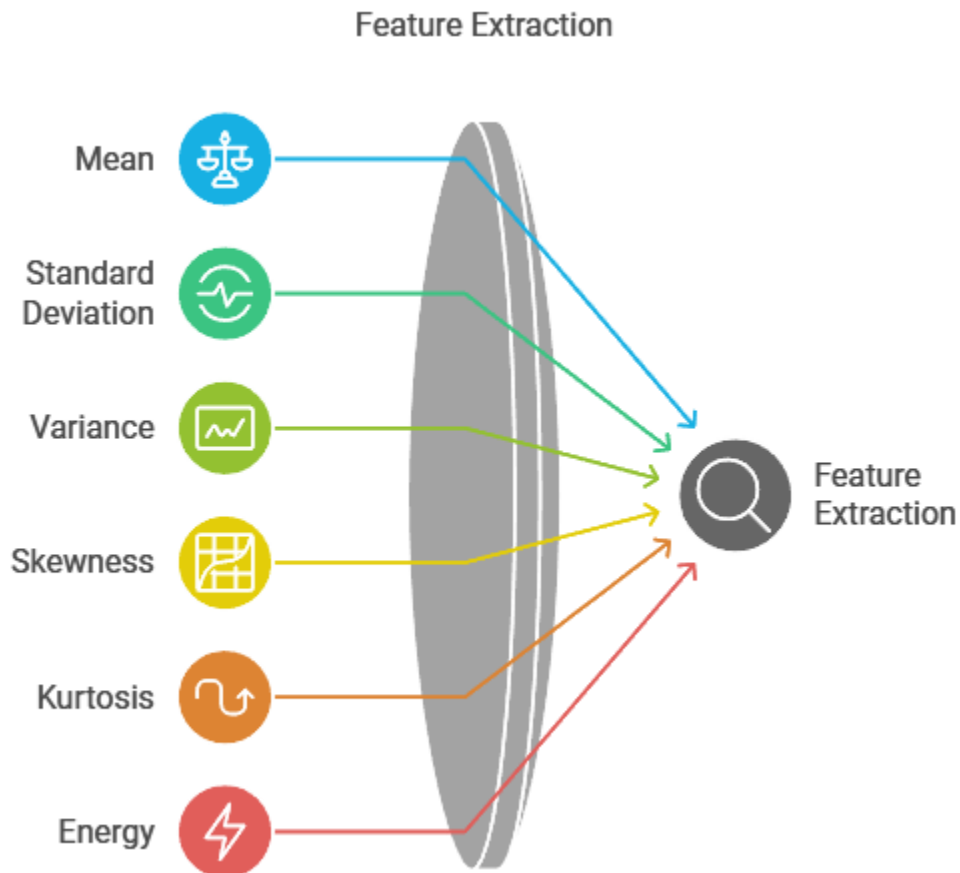 Feature Extraction
Mean
Standard
Deviation
Variance
Skewness
Kurtosis
Energy
Feature
Extraction